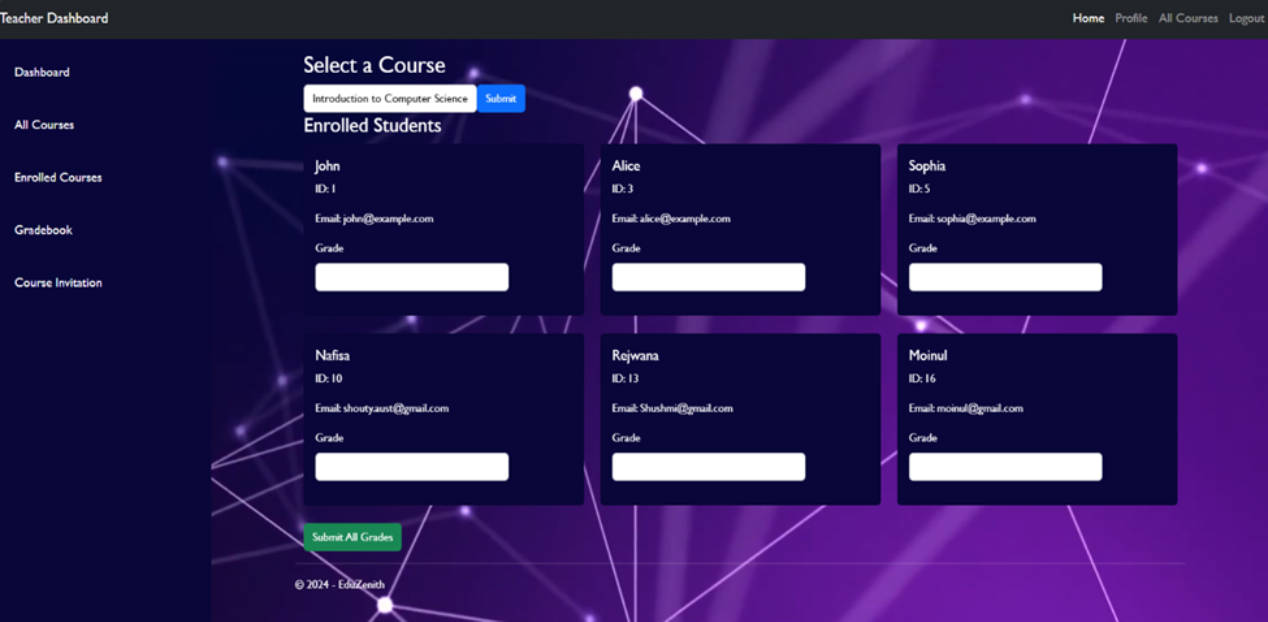 Teacher Dashboard
Home Profile All Courses Logout
Dashboard
All Courses
Enrolled Courses
Gradebook
Course Invitation
Select a Course
Introduction to Computer Science Submit
Enrolled Students
John
ID: 1
Email: john@example.com
Grade
Alice
ID: 3
Email: alice@example.com
Grade
Sophia
ID: 5
Email: sophia@example.com
Grade
Nafisa
ID: 10
Email: shouty.aust@gmail.com
Grade
Rejwana
ID: 13
Email: Shushmi@gmail.com
Grade
Moinul
ID: 16
Email: moinul@gmail.com
Grade
Submit All Grades
© 2024 - EduZenith